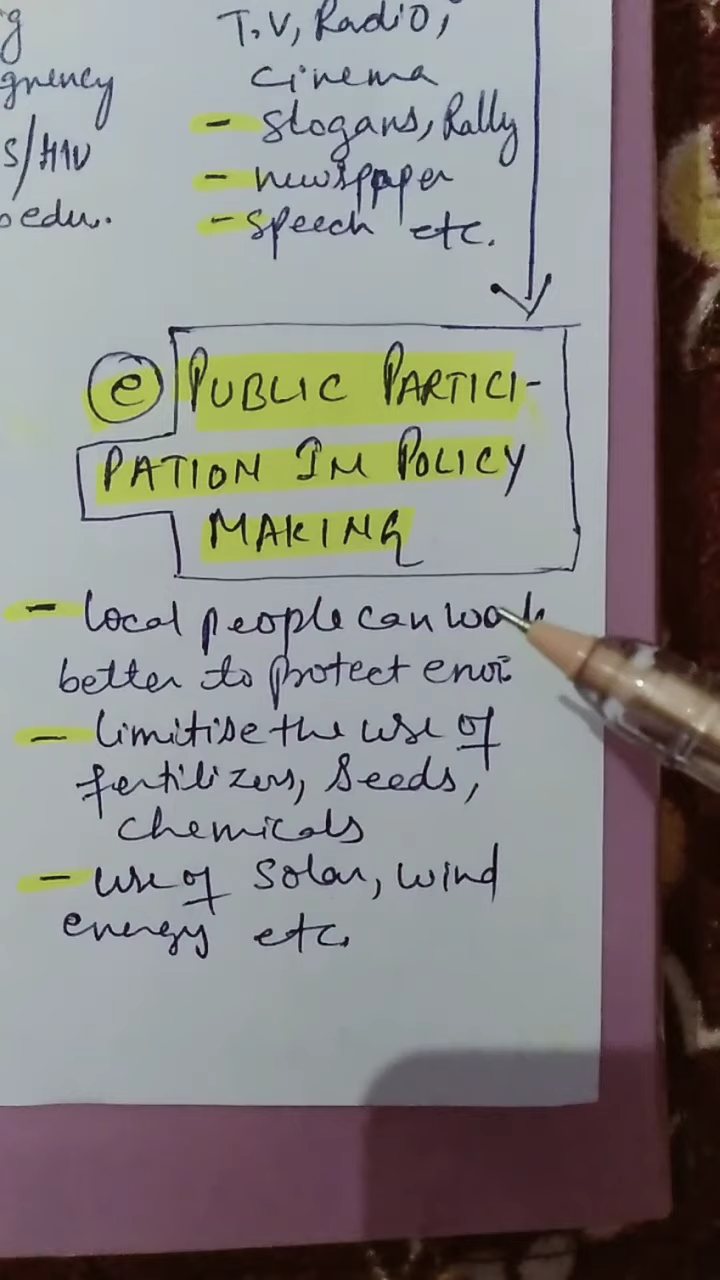 T.V, Radio,
cinema
- slogans, Rally
- newspaper
- speech etc.
S/HIV
(e) PUBLIC PARTICI-
PATION IN POLICY
MAKING
- local people can work
better to protect envi
- limitise the use of
fertilizers, seeds,
chemicals
- use of solar, wind
energy etc.